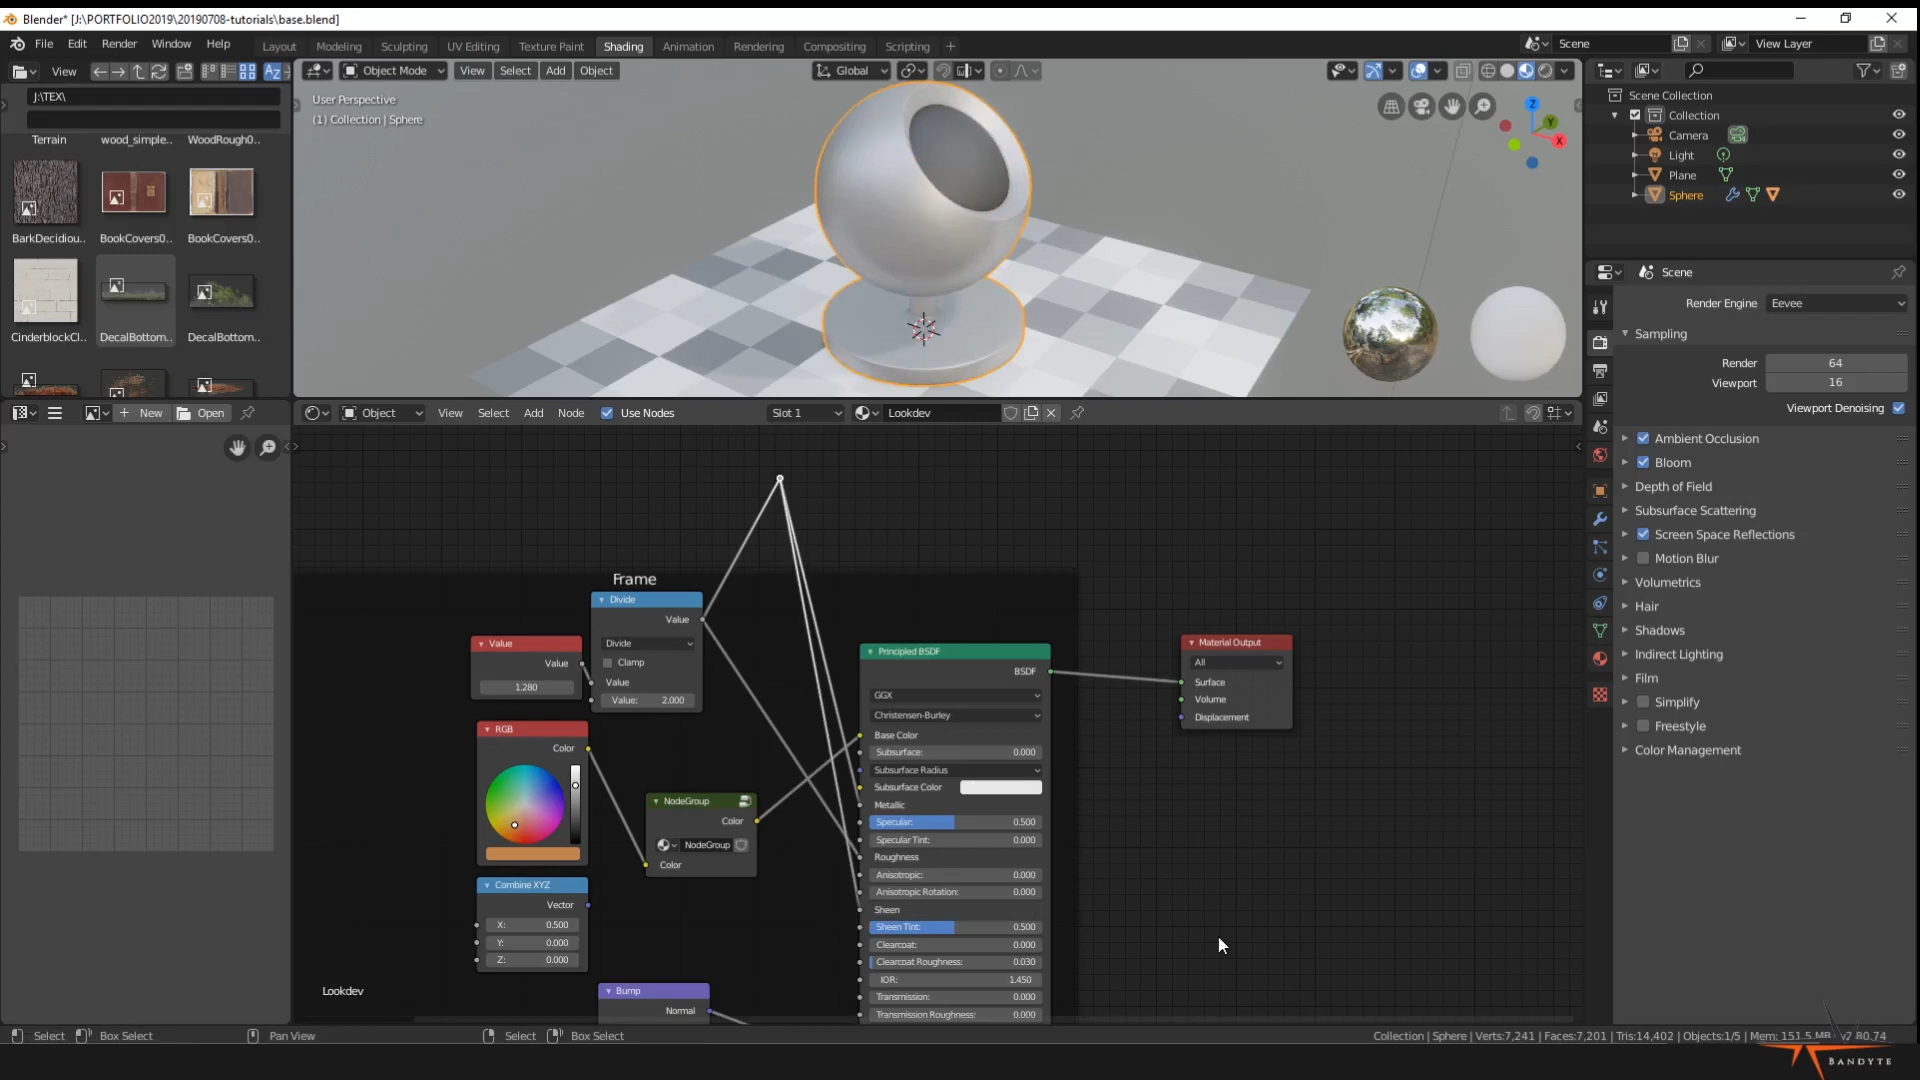 Blender* [J:\PORTFOLIO2019\20190708-tutorials\base.blend]
File Edit Render Window Help
Layout Modeling Sculpting UV Editing Texture Paint Shading Animation Rendering Compositing Scripting +
Scene
View Layer
View
Object Mode
View Select Add Object
Global
J:\TEX\
Terrain wood_simple.. WoodRough0..
BarkDecidiou.. BookCovers0.. BookCovers0..
CinderblockCl.. DecalBottom.. DecalBottom..
User Perspective
(1) Collection | Sphere
Z
Y
X
Scene Collection
Collection
Camera
Light
Plane
Sphere
Scene
Render Engine Eevee
Sampling
Render 64
Viewport 16
Viewport Denoising
Ambient Occlusion
Bloom
Depth of Field
Subsurface Scattering
Screen Space Reflections
Motion Blur
Volumetrics
Hair
Shadows
Indirect Lighting
Film
Simplify
Freestyle
Color Management
+ New Open
Object View Select Add Node Use Nodes
Slot 1
Lookdev
Frame
Divide
Value
Divide
Clamp
Value
Value: 2.000
Value
Value
1.280
RGB
Color
NodeGroup
Color
NodeGroup
Color
Combine XYZ
Vector
X: 0.500
Y: 0.000
Z: 0.000
Bump
Normal
Principled BSDF
BSDF
GGX
Christensen-Burley
Base Color
Subsurface: 0.000
Subsurface Radius
Subsurface Color
Metallic
Specular: 0.500
Specular Tint: 0.000
Roughness
Anisotropic: 0.000
Anisotropic Rotation: 0.000
Sheen
Sheen Tint: 0.500
Clearcoat: 0.000
Clearcoat Roughness: 0.030
IOR: 1.450
Transmission: 0.000
Transmission Roughness: 0.000
Material Output
All
Surface
Volume
Displacement
Lookdev
Select Box Select Pan View Select Box Select
Collection | Sphere | Verts:7,241 | Faces:7,201 | Tris:14,402 | Objects:1/5 | Mem: 151.5 MB | v2.80.74
BANDYTE